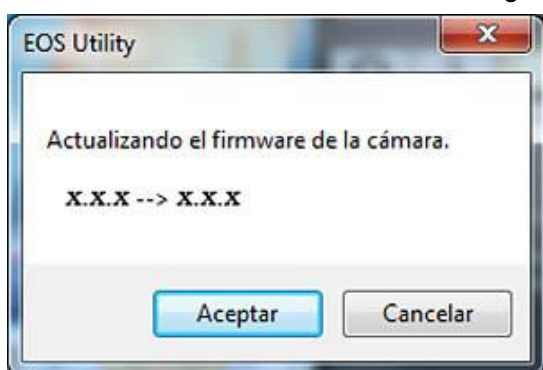 EOS Utility
Actualizando el firmware de la cámara.
X.X.X --> X.X.X
Aceptar
Cancelar